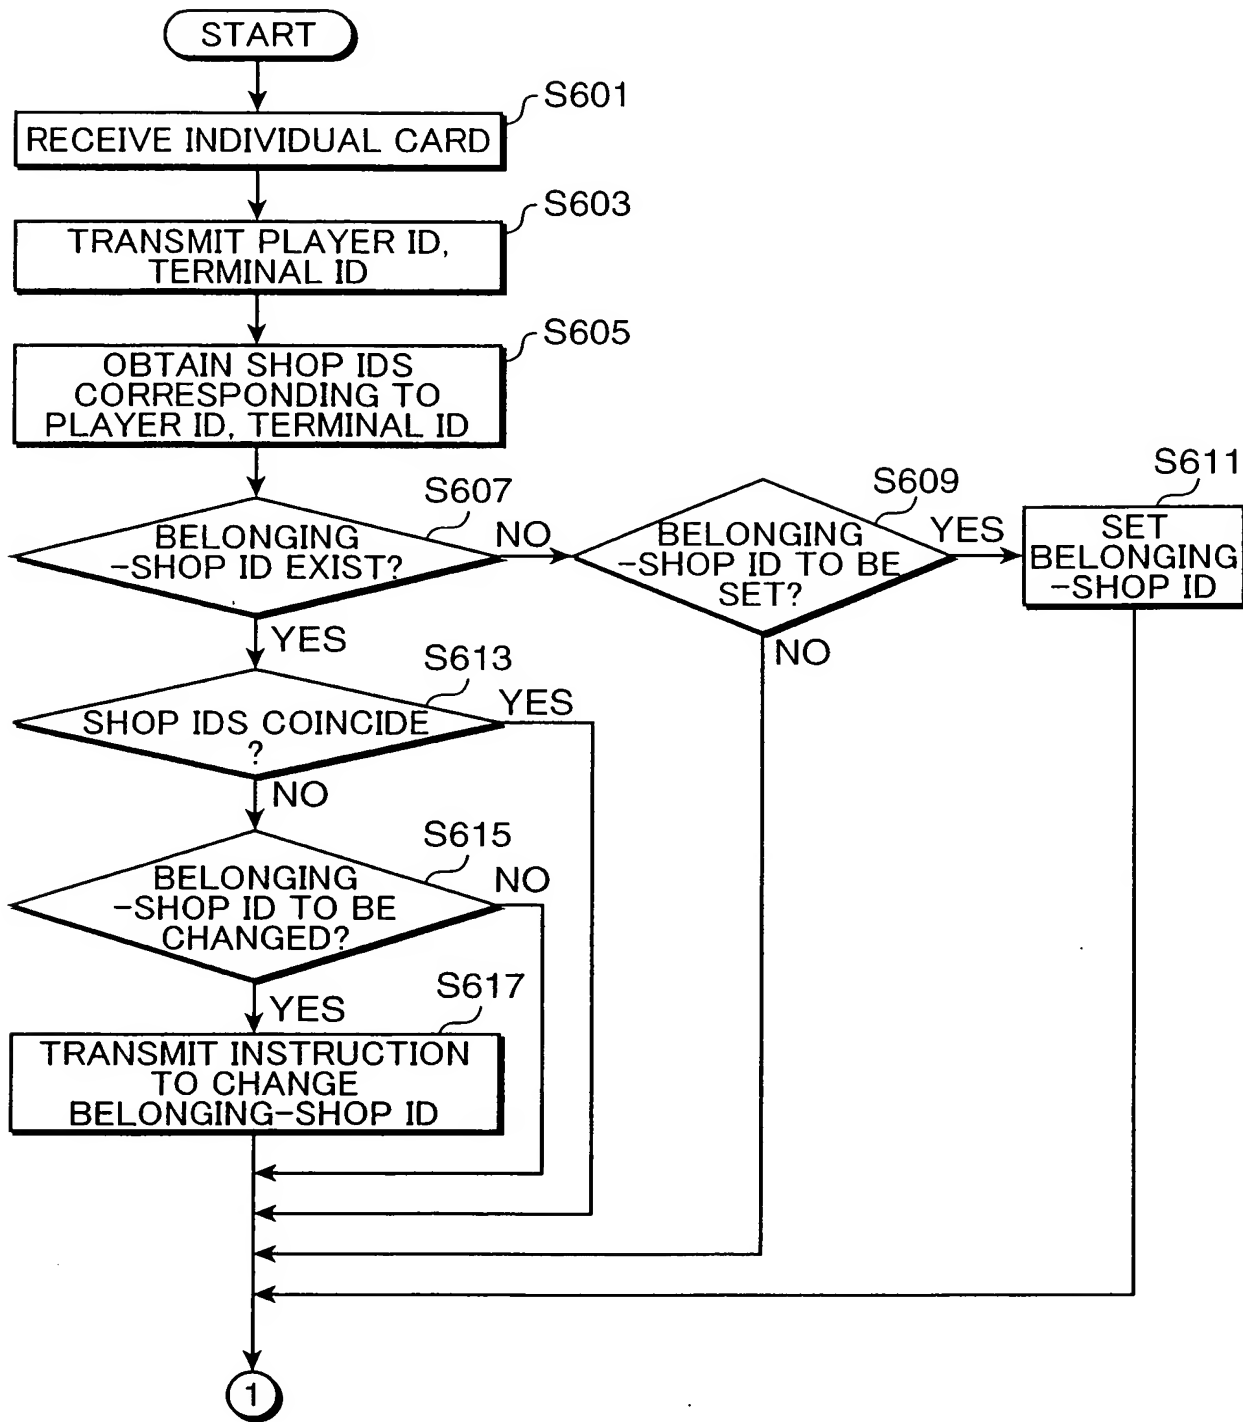 START
S601
RECEIVE INDIVIDUAL CARD
S603
TRANSMIT PLAYER ID,
TERMINAL ID
S605
OBTAIN SHOP IDS
CORRESPONDING TO
PLAYER ID, TERMINAL ID
S607
BELONGING
-SHOP ID EXIST?
NO
YES
S609
BELONGING
-SHOP ID TO BE
SET?
YES
NO
S611
SET
BELONGING
-SHOP ID
S613
SHOP IDS COINCIDE
?
YES
NO
S615
BELONGING
-SHOP ID TO BE
CHANGED?
NO
YES
S617
TRANSMIT INSTRUCTION
TO CHANGE
BELONGING-SHOP ID
1